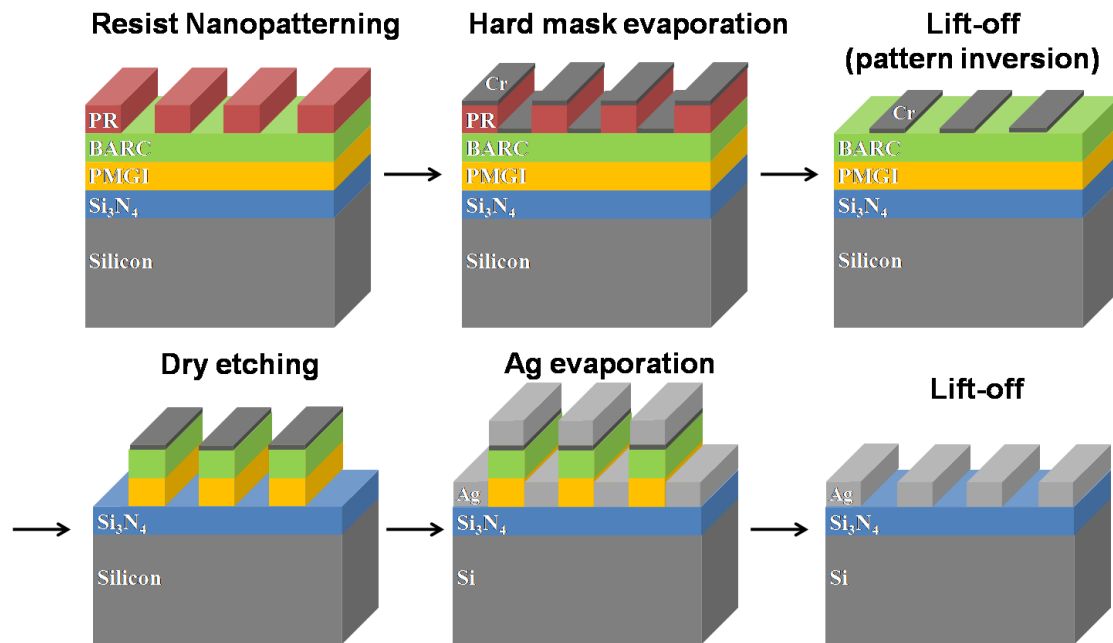 Resist Nanopatterning
PR
BARC
PMGI
Si₃N₄
Silicon
Hard mask evaporation
Cr
PR
BARC
PMGI
Si₃N₄
Silicon
Lift-off
(pattern inversion)
Cr
BARC
PMGI
Si₃N₄
Silicon
Dry etching
Si₃N₄
Silicon
Ag evaporation
Ag
Si₃N₄
Si
Lift-off
Ag
Si₃N₄
Si